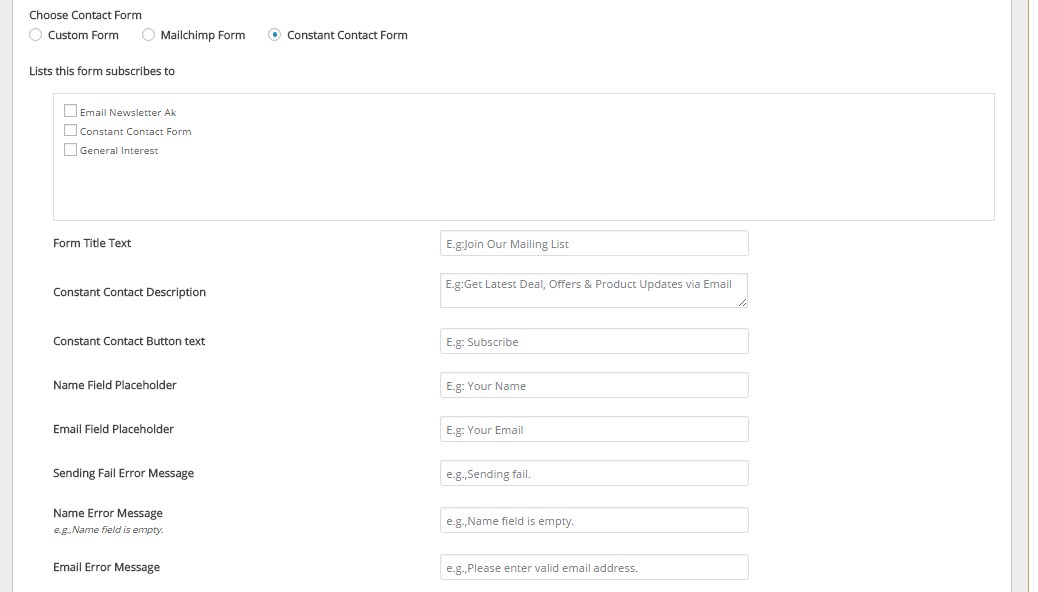 Choose Contact Form
Custom Form Mailchimp Form Constant Contact Form
Lists this form subscribes to
Email Newsletter Ak
Constant Contact Form
General Interest
Form Title Text E.g:Join Our Mailing List
Constant Contact Description E.g:Get Latest Deal, Offers & Product Updates via Email
Constant Contact Button text E.g: Subscribe
Name Field Placeholder E.g: Your Name
Email Field Placeholder E.g: Your Email
Sending Fail Error Message e.g.,Sending fail.
Name Error Message e.g.,Name field is empty.
e.g.,Name field is empty.
Email Error Message e.g.,Please enter valid email address.